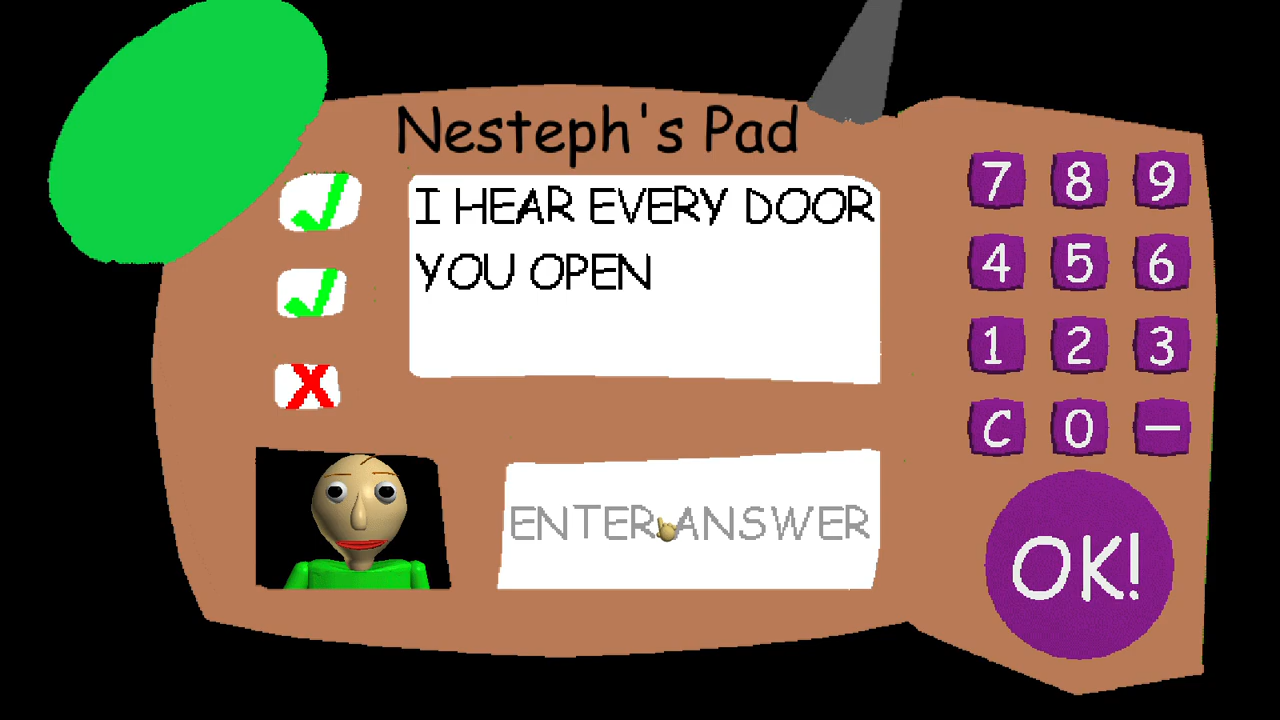 Nesteph's Pad
I HEAR EVERY DOOR
YOU OPEN
ENTER ANSWER
7 8 9
4 5 6
1 2 3
C 0 -
OK!